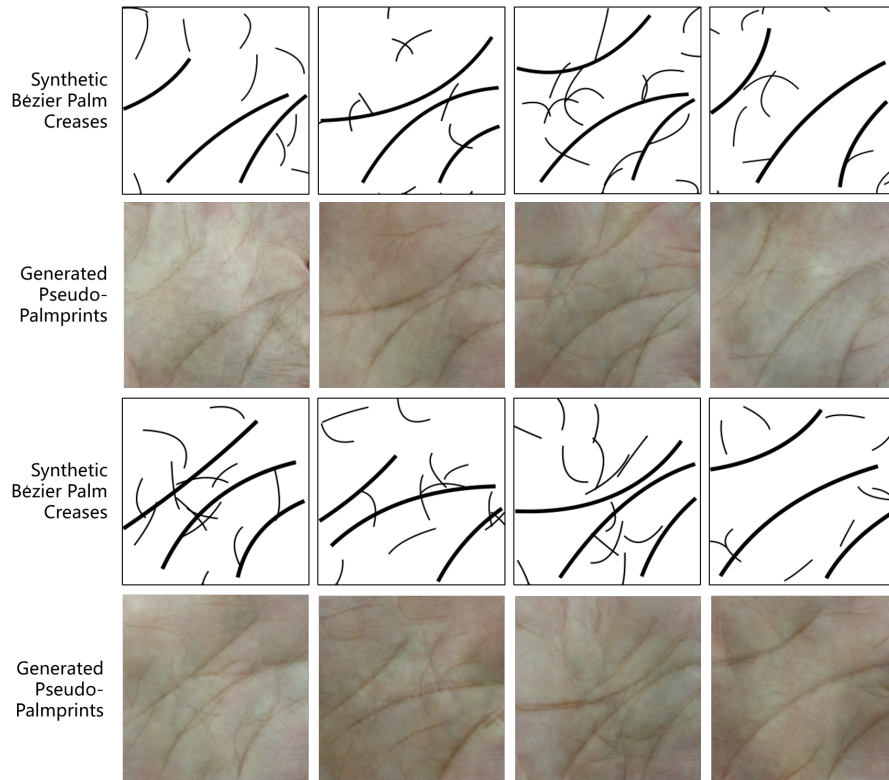 Synthetic
Bézier Palm
Creases
Generated
Pseudo-
Palmprints
Synthetic
Bézier Palm
Creases
Generated
Pseudo-
Palmprints